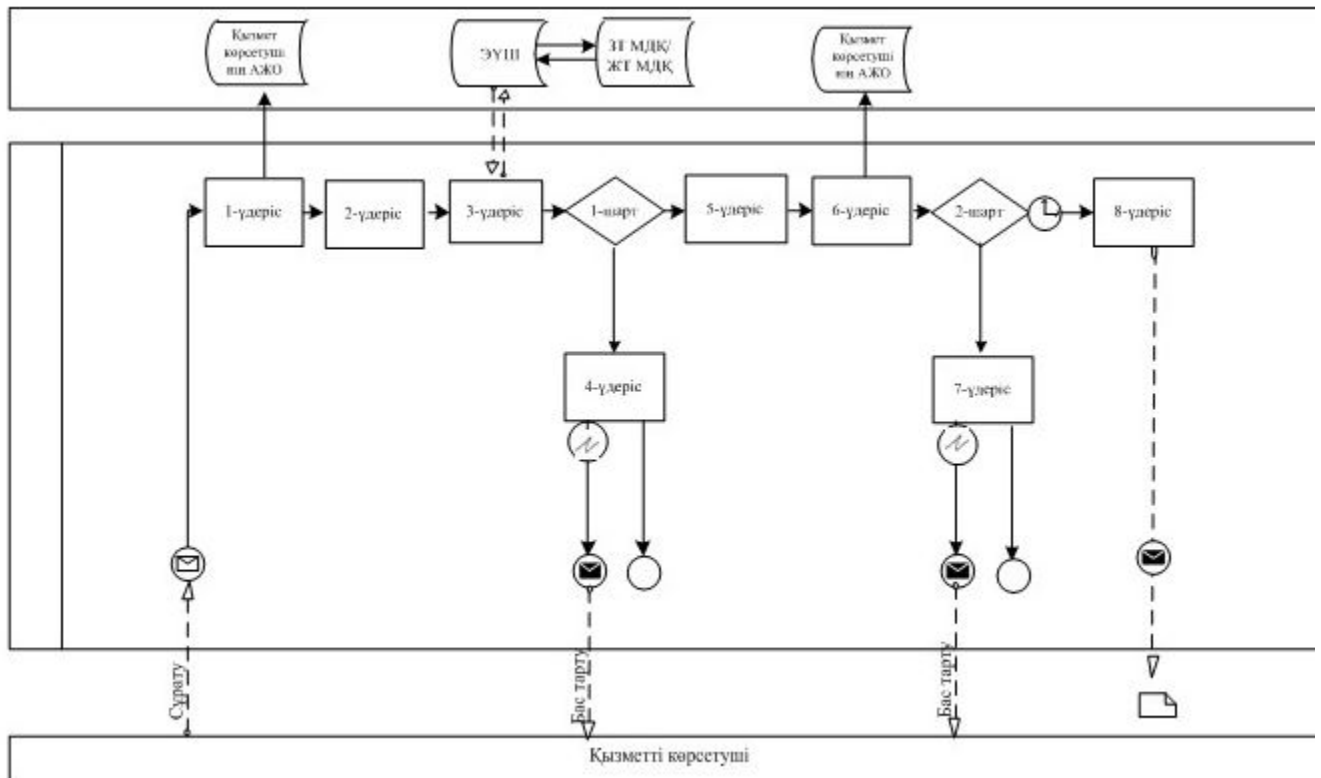 Қызмет
көрсетуші
нің АЖО
ЭҮШ
ЗТ МДҚ/
ЖТ МДҚ
Қызмет
көрсетуші
нің АЖО
1-үдеріс
2-үдеріс
3-үдеріс
1-шарт
5-үдеріс
6-үдеріс
2-шарт
8-үдеріс
4-үдеріс
7-үдеріс
Сұрату
Бас тарту
Бас тарту
Қызметті көрсетуші